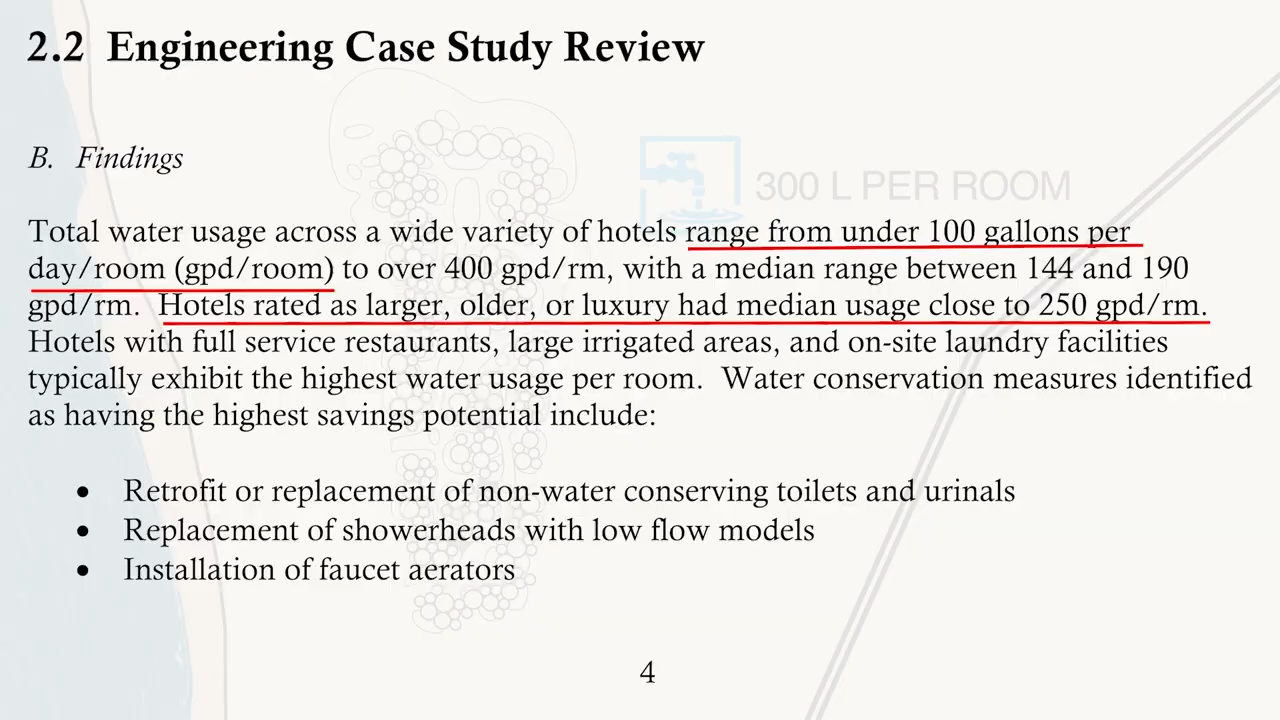 2.2 Engineering Case Study Review
B. Findings
300 L PER ROOM
Total water usage across a wide variety of hotels range from under 100 gallons per
day/room (gpd/room) to over 400 gpd/rm, with a median range between 144 and 190
gpd/rm. Hotels rated as larger, older, or luxury had median usage close to 250 gpd/rm.
Hotels with full service restaurants, large irrigated areas, and on-site laundry facilities
typically exhibit the highest water usage per room. Water conservation measures identified
as having the highest savings potential include:
• Retrofit or replacement of non-water conserving toilets and urinals
• Replacement of showerheads with low flow models
• Installation of faucet aerators
4